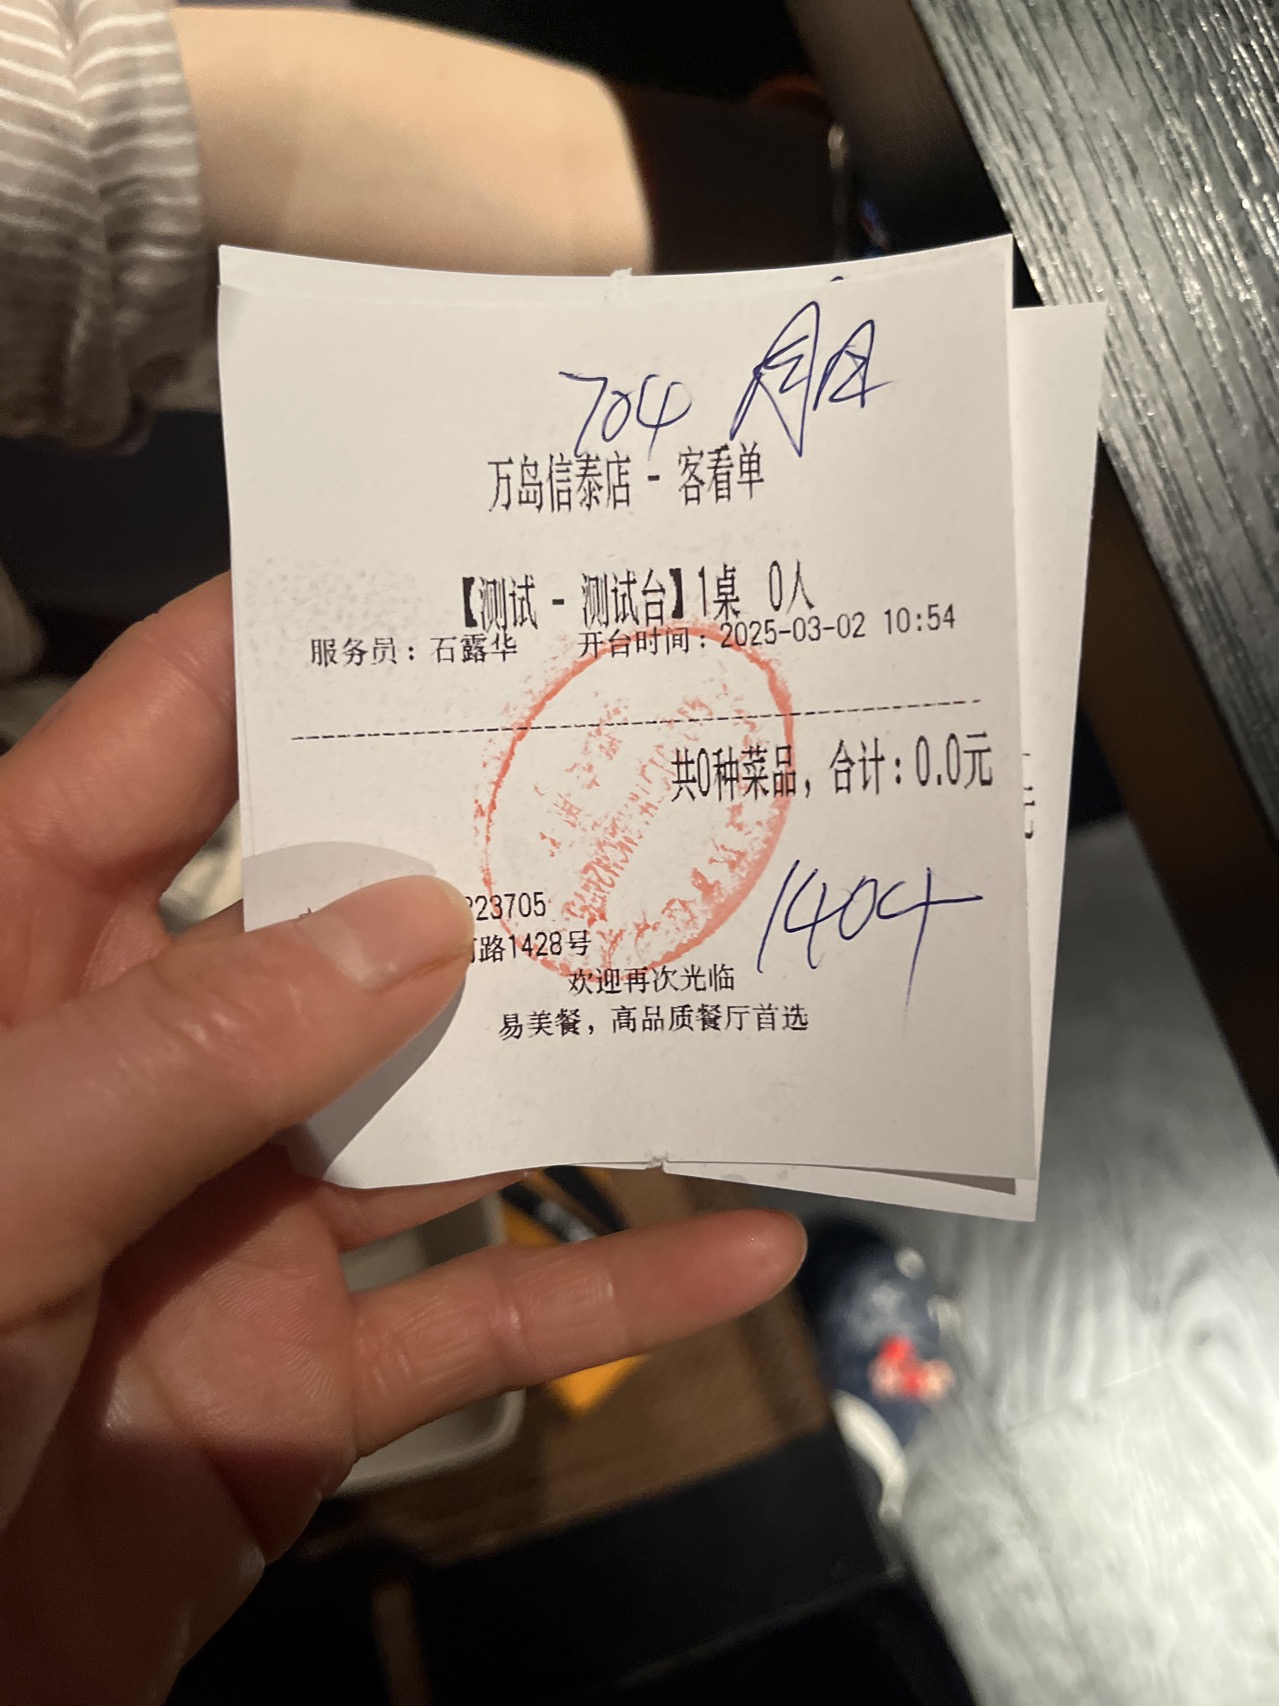 704
万岛信泰店 - 客看单
【测试 - 测试台】1桌 0人
服务员：石露华 开台时间：2025-03-02 10:54
共0种菜品，合计：0.0元
1404
23705
路1428号
欢迎再次光临
易美餐，高品质餐厅首选
元